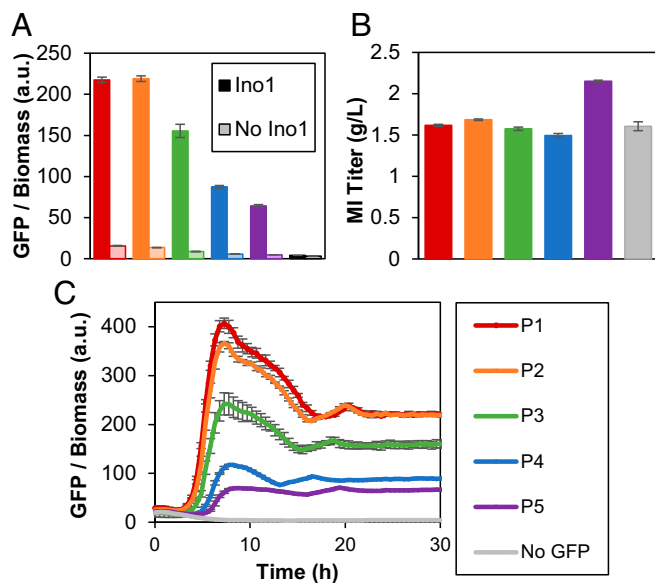 A
GFP / Biomass (a.u.)
250
200
150
100
50
0
Ino1
No Ino1
B
MI Titer (g/L)
2.5
2
1.5
1
0.5
0
C
GFP / Biomass (a.u.)
400
300
200
100
0
0
10
20
30
Time (h)
P1
P2
P3
P4
P5
No GFP